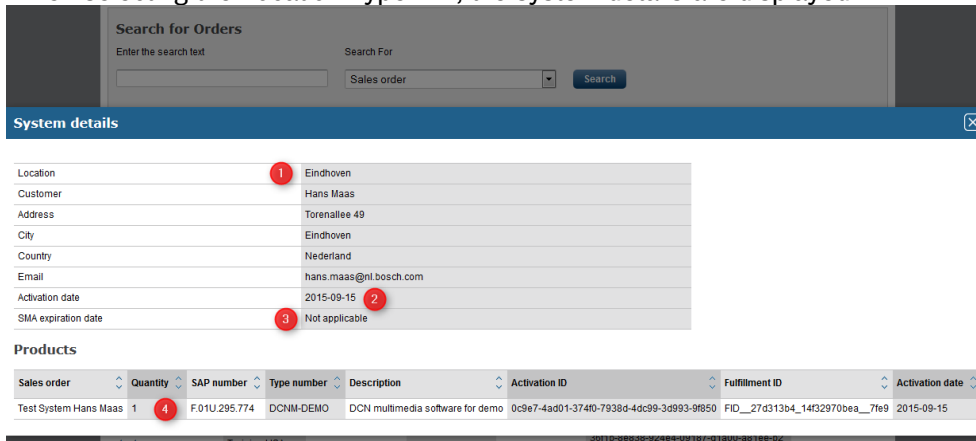 Search for Orders
Enter the search text Search For
Sales order Search
System details
Location 1 Eindhoven
Customer Hans Maas
Address Torenallee 49
City Eindhoven
Country Nederland
Email hans.maas@nl.bosch.com
Activation date 2015-09-15 2
SMA expiration date 3 Not applicable
Products
Sales order Quantity SAP number Type number Description Activation ID Fulfillment ID Activation date
Test System Hans Maas 1 4 F.01U.295.774 DCNM-DEMO DCN multimedia software for demo 0c9e7-4ad01-374f0-7938d-4dc99-3d993-9f850 FID__27d313b4_14f32970bea__7fe9 2015-09-15